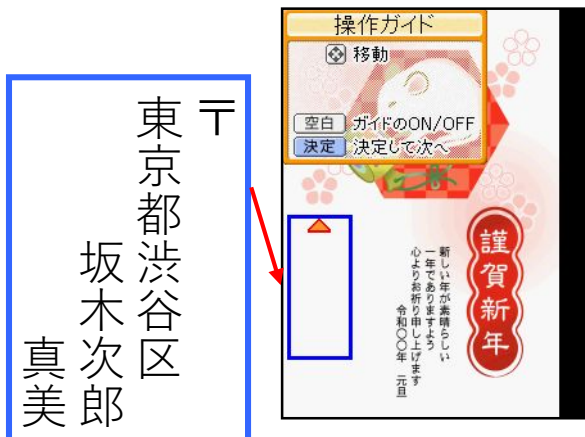 〒
東京都渋谷区
坂木次郎
真美
操作ガイド
移動
空白 ガイドのON/OFF
決定 決定して次へ
謹賀新年
新しい年が素晴らしい
一年でありますよう
心よりお祈り申し上げます
令和〇〇年 元旦